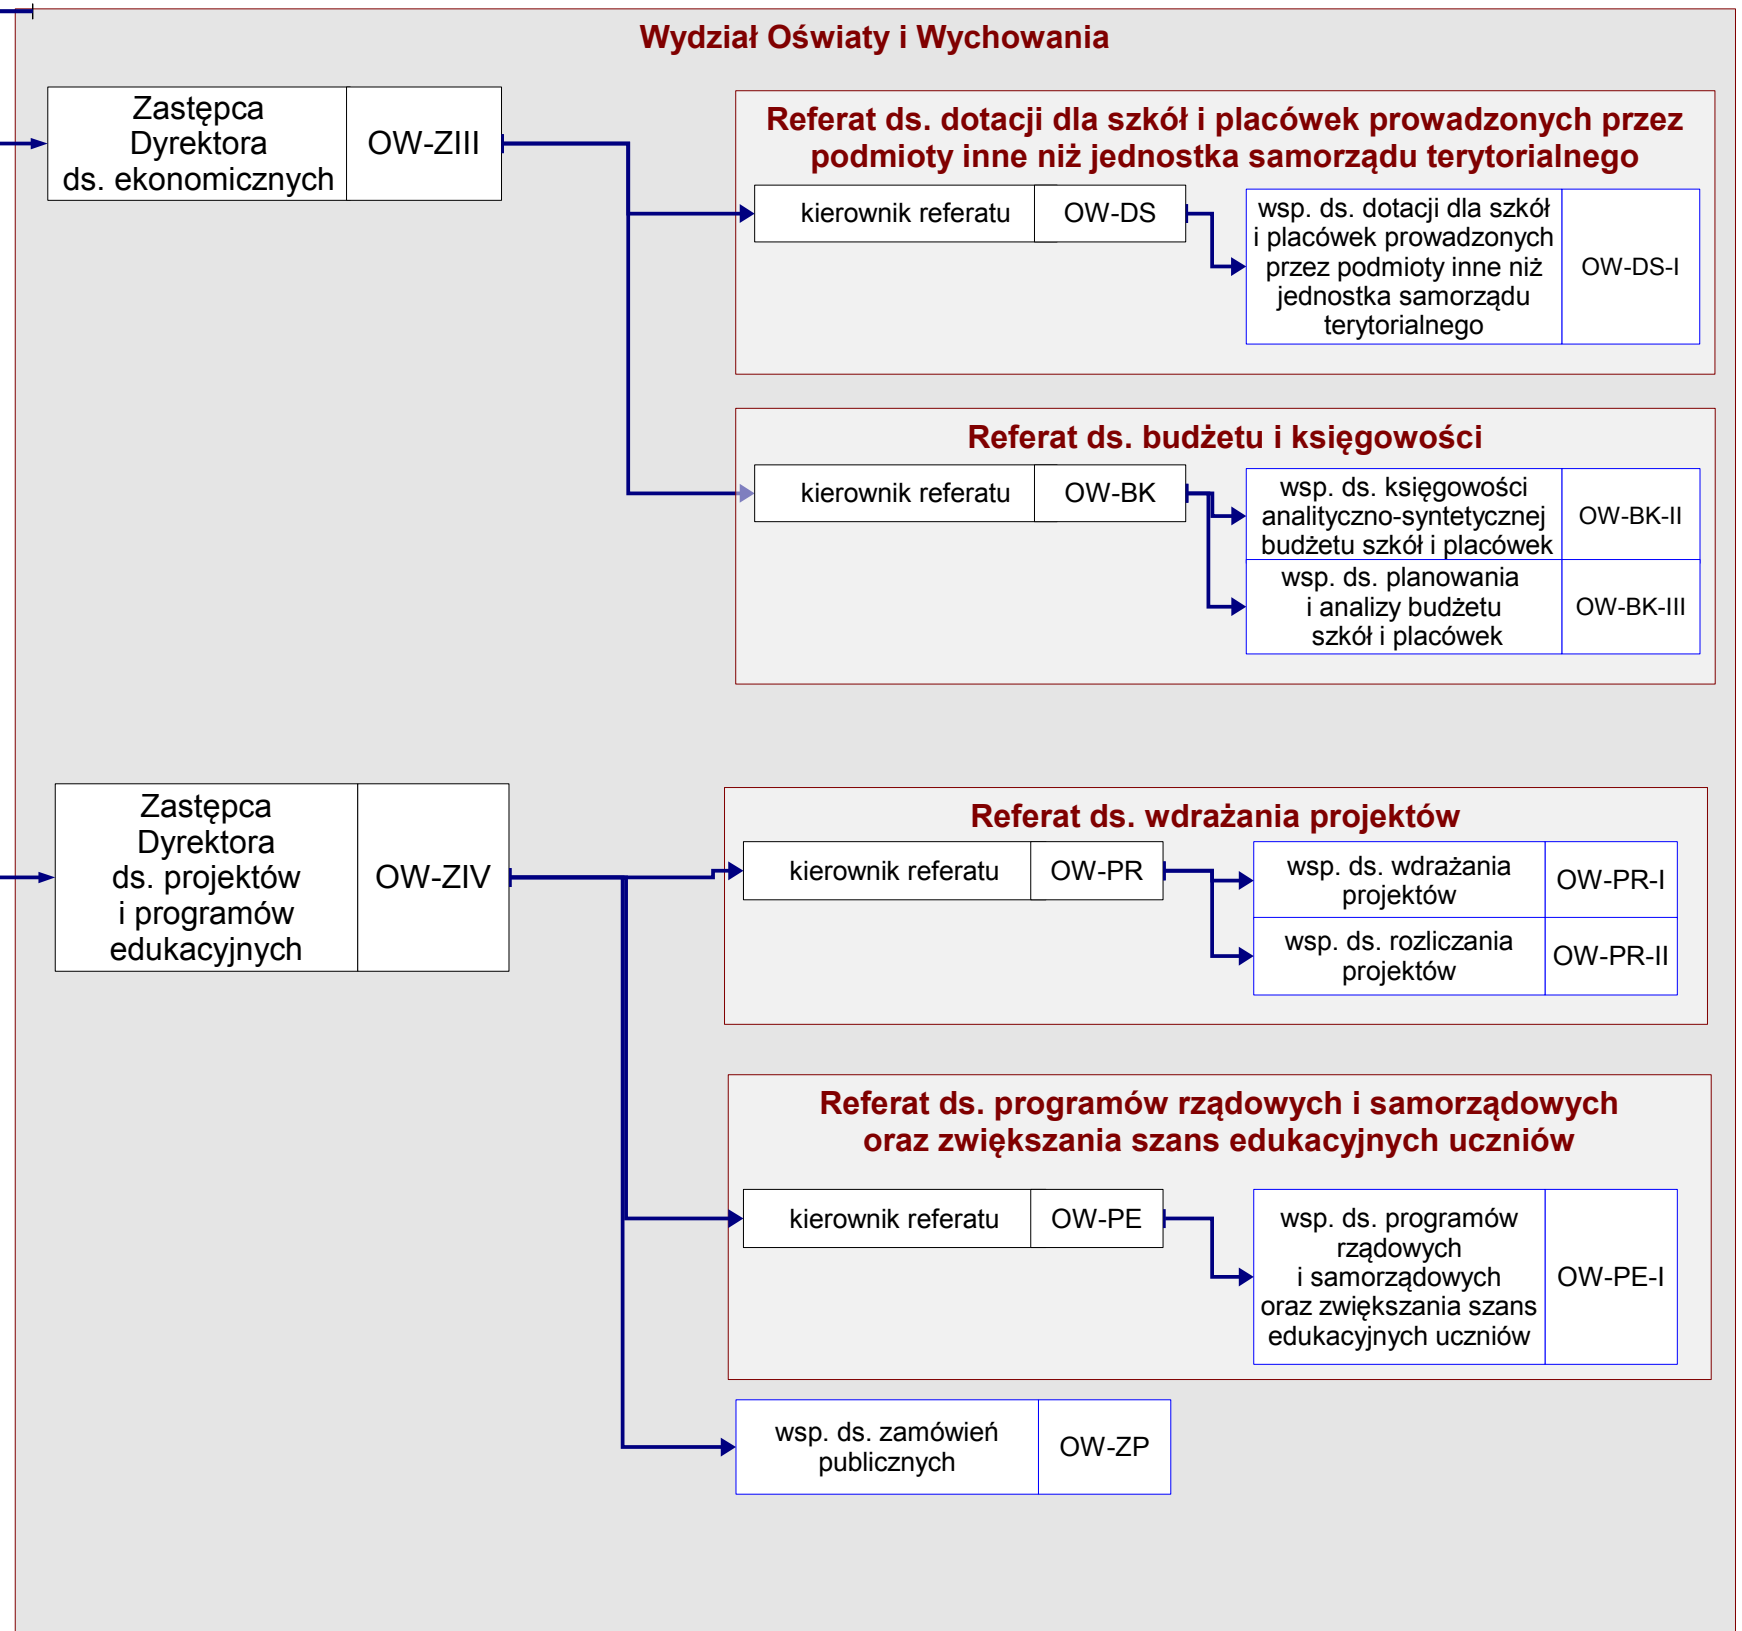 Wydział Oświaty i Wychowania
Zastępca
Dyrektora
ds. ekonomicznych
OW-ZIII
Referat ds. dotacji dla szkół i placówek prowadzonych przez
podmioty inne niż jednostka samorządu terytorialnego
kierownik referatu
OW-DS
wsp. ds. dotacji dla szkół
i placówek prowadzonych
przez podmioty inne niż
jednostka samorządu
terytorialnego
OW-DS-I
Referat ds. budżetu i księgowości
kierownik referatu
OW-BK
wsp. ds. księgowości
analityczno-syntetycznej
budżetu szkół i placówek
OW-BK-II
wsp. ds. planowania
i analizy budżetu
szkół i placówek
OW-BK-III
Zastępca
Dyrektora
ds. projektów
i programów
edukacyjnych
OW-ZIV
Referat ds. wdrażania projektów
kierownik referatu
OW-PR
wsp. ds. wdrażania
projektów
OW-PR-I
wsp. ds. rozliczania
projektów
OW-PR-II
Referat ds. programów rządowych i samorządowych
oraz zwiększania szans edukacyjnych uczniów
kierownik referatu
OW-PE
wsp. ds. programów
rządowych
i samorządowych
oraz zwiększania szans
edukacyjnych uczniów
OW-PE-I
wsp. ds. zamówień
publicznych
OW-ZP